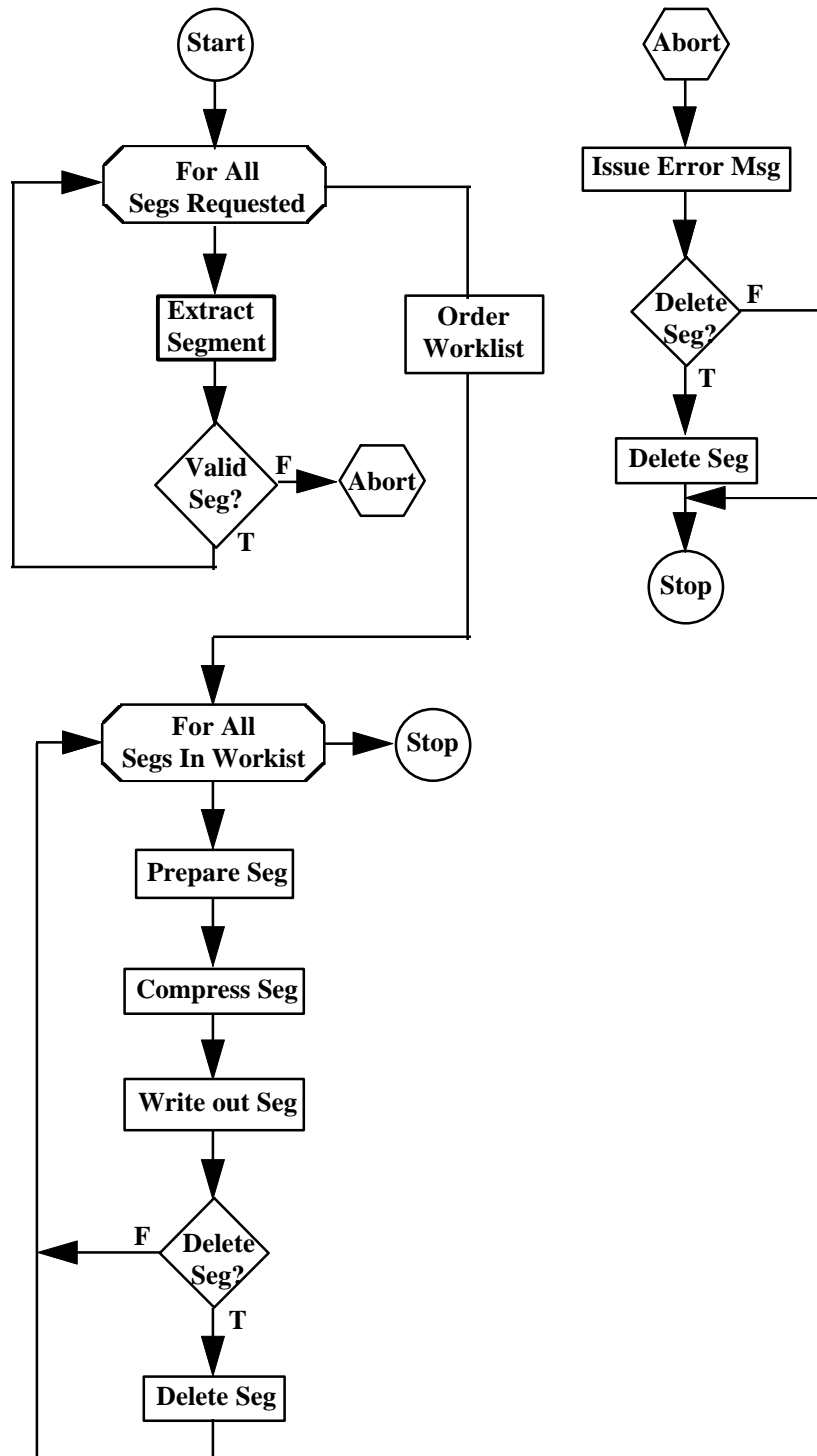 Start
For All
Segs Requested
Extract
Segment
Order
Worklist
Valid
Seg?
F
Abort
T
For All
Segs In Workist
Stop
Prepare Seg
Compress Seg
Write out Seg
Delete
Seg?
F
T
Delete Seg
Abort
Issue Error Msg
Delete
Seg?
F
T
Delete Seg
Stop